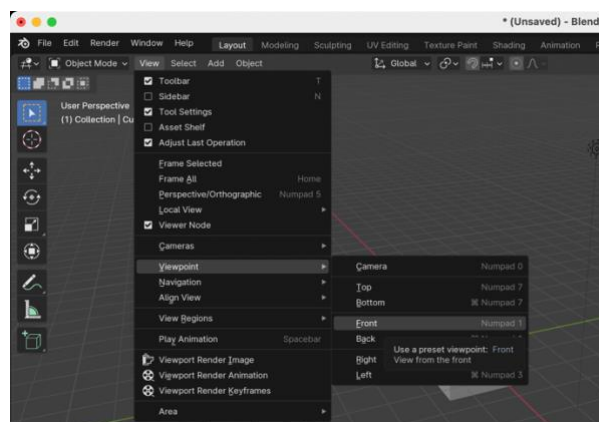 * (Unsaved) - Blend
File Edit Render Window Help Layout Modeling Sculpting UV Editing Texture Paint Shading Animation
Object Mode View Select Add Object Global
User Perspective
(1) Collection | Cu
Toolbar T
Sidebar N
Tool Settings
Asset Shelf
Adjust Last Operation
Frame Selected
Frame All Home
Perspective/Orthographic Numpad 5
Local View
Viewer Node
Cameras
Viewpoint
Navigation
Align View
View Regions
Play Animation Spacebar
Viewport Render Image
Viewport Render Animation
Viewport Render Keyframes
Area
Camera Numpad 0
Top Numpad 7
Bottom ⌘ Numpad 7
Front Numpad 1
Back
Right
Left ⌘ Numpad 3
Use a preset viewpoint: Front
View from the front